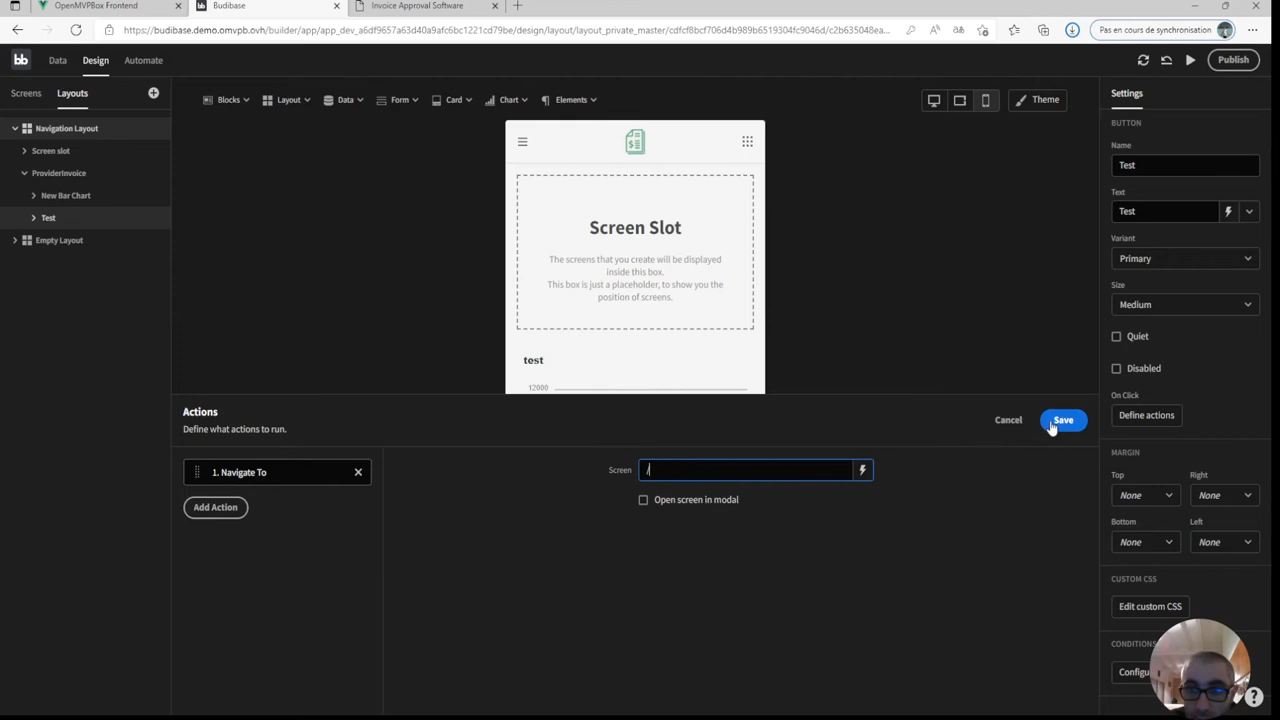 OpenMVPBox Frontend
Budibase
Invoice Approval Software
https://budibase.demo.omvpb.ovh/builder/app/app_dev_a6df9657a63d40a9afc6bc1221cd79be/design/layout/layout_private_master/cdfcf8bcf706d4b989b6519304fc9046d/c2b635048ea...
Pas en cours de synchronisation
bb
Data
Design
Automate
Publish
Screens
Layouts
Blocks
Layout
Data
Form
Card
Chart
Elements
Theme
Settings
Navigation Layout
Screen slot
ProviderInvoice
New Bar Chart
Test
Empty Layout
Screen Slot
The screens that you create will be displayed
inside this box.
This box is just a placeholder, to show you the
position of screens.
test
12000
BUTTON
Name
Test
Text
Test
Variant
Primary
Size
Medium
Quiet
Disabled
On Click
Define actions
MARGIN
Top
Right
None
None
Bottom
Left
None
None
CUSTOM CSS
Edit custom CSS
CONDITIONS
Configu
Actions
Define what actions to run.
Cancel
Save
1. Navigate To
Add Action
Screen
/
Open screen in modal